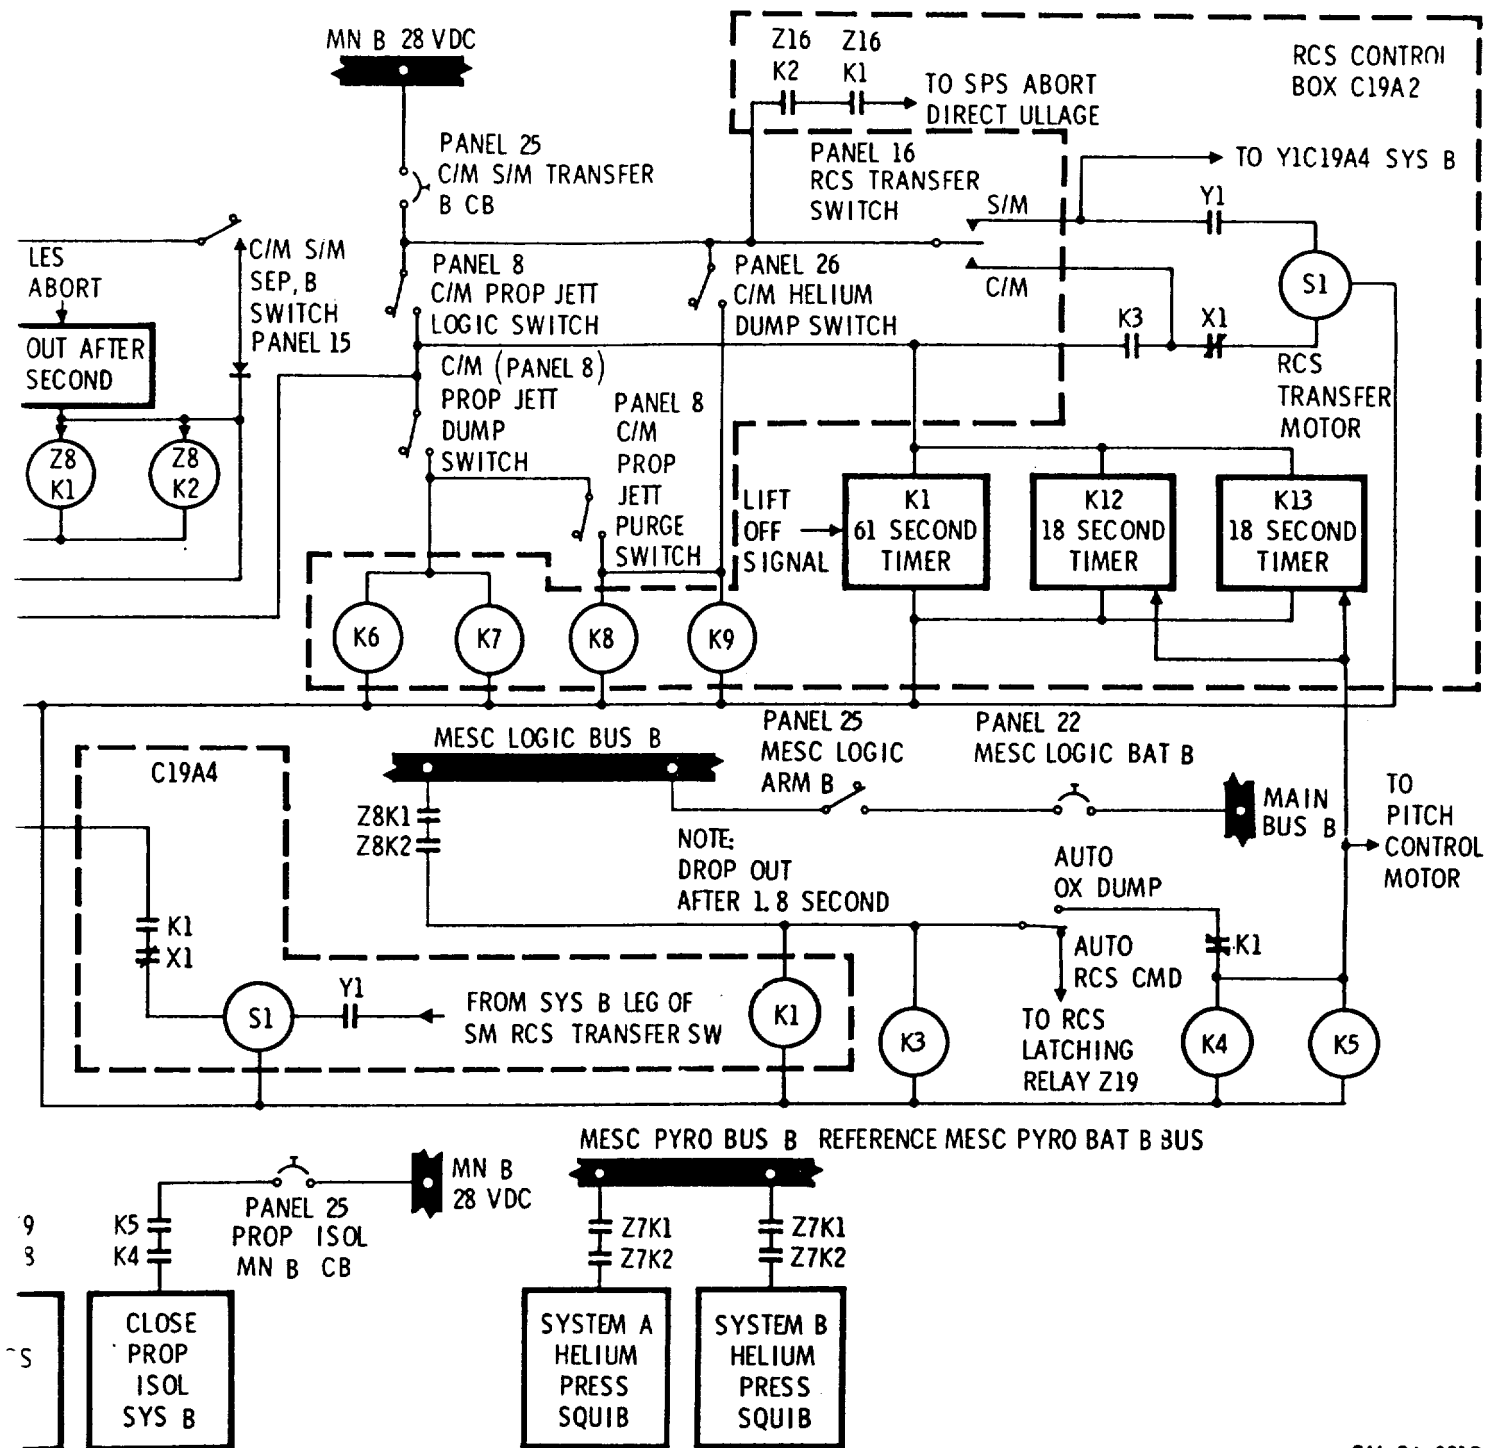 MN B 28 VDC
Z16
K2
Z16
K1
TO SPS ABORT
DIRECT ULLAGE
RCS CONTROL
BOX C19A2
PANEL 25
C/M S/M TRANSFER
B CB
PANEL 16
RCS TRANSFER
SWITCH
S/M
C/M
TO Y1C19A4 SYS B
Y1
S1
K3
X1
RCS
TRANSFER
MOTOR
LES
ABORT
C/M S/M
SEP, B
SWITCH
PANEL 15
OUT AFTER
SECOND
Z8
K1
Z8
K2
PANEL 8
C/M PROP JETT
LOGIC SWITCH
PANEL 26
C/M HELIUM
DUMP SWITCH
C/M (PANEL 8)
PROP JETT
DUMP
SWITCH
PANEL 8
C/M
PROP
JETT
PURGE
SWITCH
LIFT
OFF
SIGNAL
K1
61 SECOND
TIMER
K12
18 SECOND
TIMER
K13
18 SECOND
TIMER
K6
K7
K8
K9
C19A4
MESC LOGIC BUS B
PANEL 25
MESC LOGIC
ARM B
PANEL 22
MESC LOGIC BAT B
MAIN
BUS B
TO
PITCH
CONTROL
MOTOR
Z8K1
Z8K2
NOTE:
DROP OUT
AFTER 1.8 SECOND
AUTO
OX DUMP
K1
AUTO
RCS CMD
K1
X1
S1
Y1
FROM SYS B LEG OF
SM RCS TRANSFER SW
K1
K3
TO RCS
LATCHING
RELAY Z19
K4
K5
MESC PYRO BUS B REFERENCE MESC PYRO BAT B BUS
MN B
28 VDC
PANEL 25
PROP ISOL
MN B CB
9
K5
K4
Z7K1
Z7K2
Z7K1
Z7K2
S
CLOSE
PROP
ISOL
SYS B
SYSTEM A
HELIUM
PRESS
SQUIB
SYSTEM B
HELIUM
PRESS
SQUIB